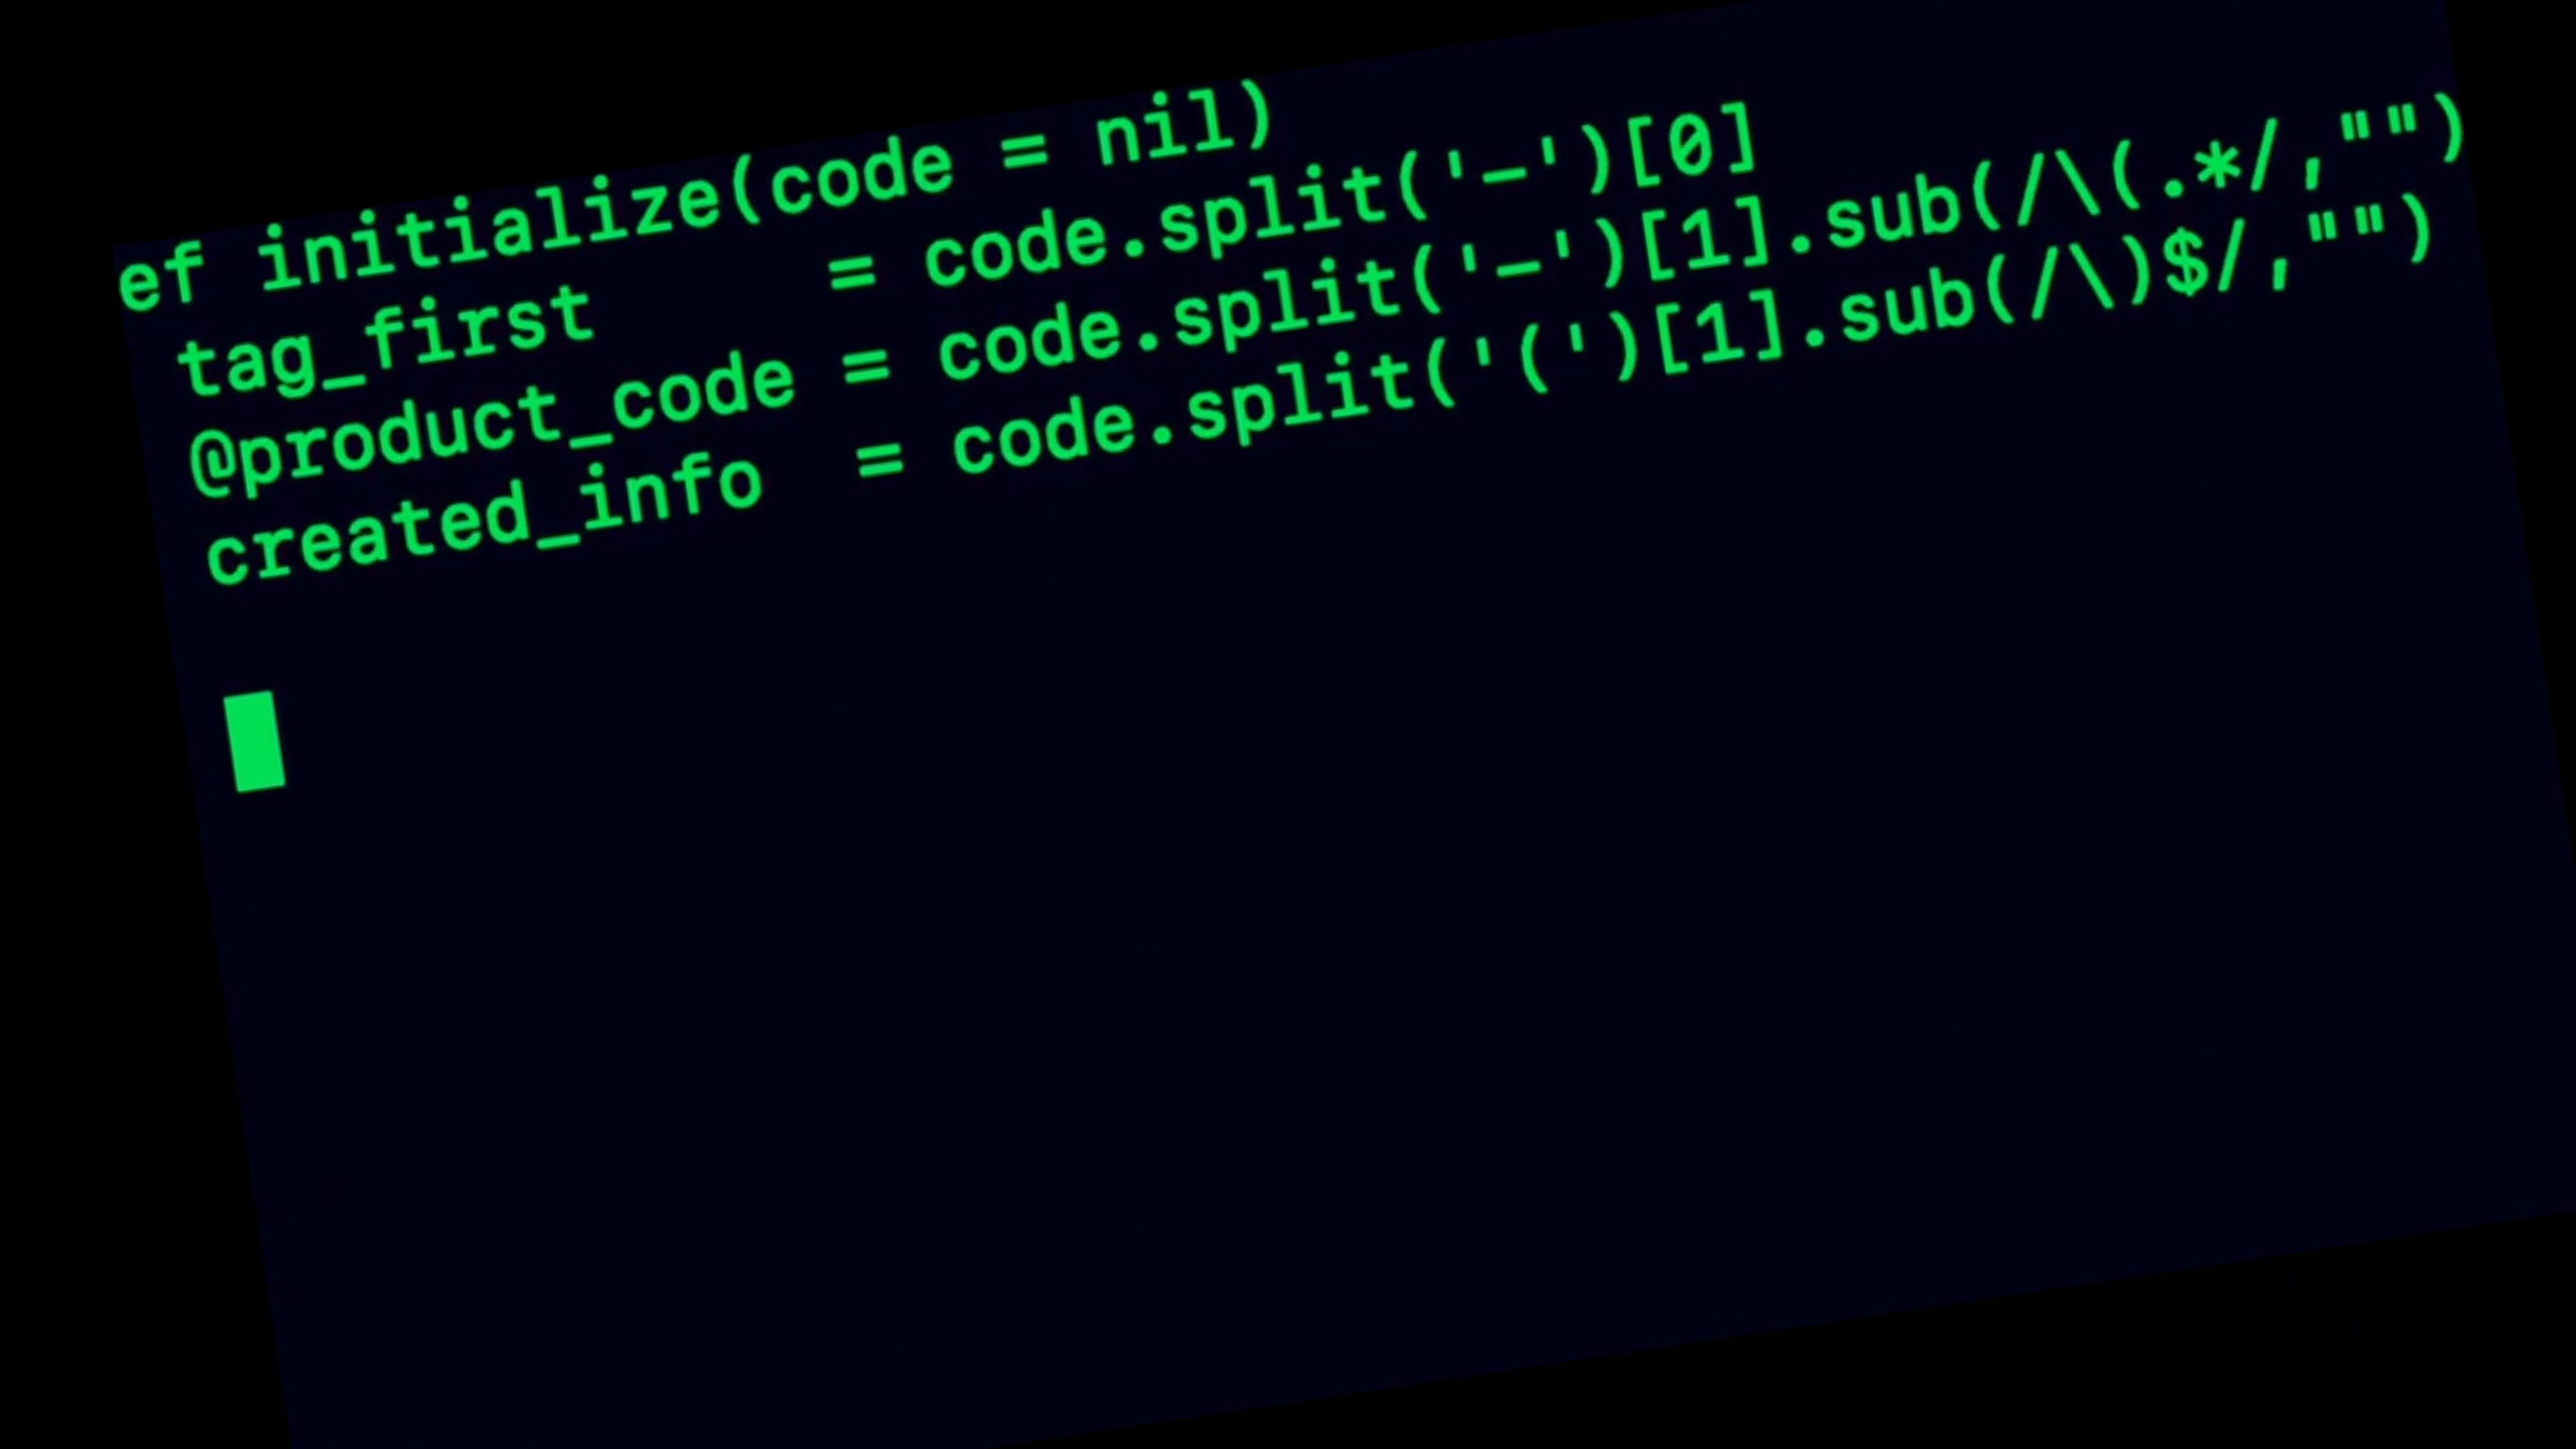 ef initialize(code = nil)
tag_first     = code.split('-')[0]
@product_code = code.split('-')[1].sub(/\(.*/,"")
created_info  = code.split('(')[1].sub(/\)$/,"")